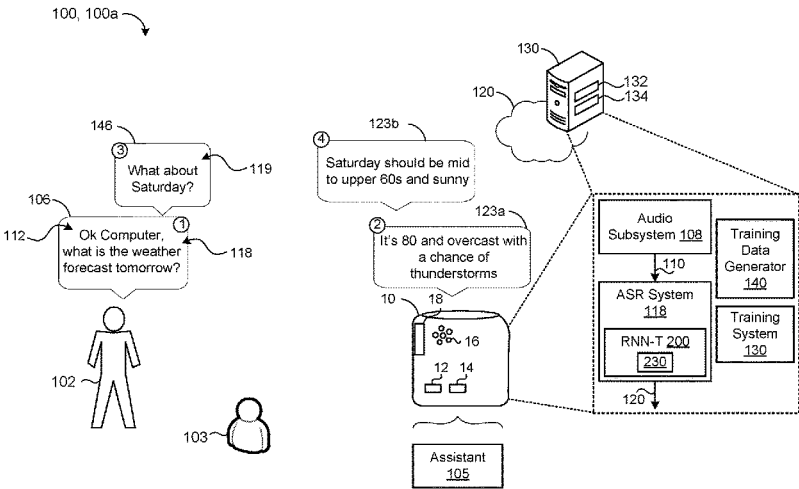 100, 100a
130
132
134
120
146
123b
3
What about
Saturday?
119
4
Saturday should be mid
to upper 60s and sunny
106
1
112
Ok Computer,
what is the weather
forecast tomorrow?
118
123a
2
It's 80 and overcast with
a chance of
thunderstorms
Audio
Subsystem 108
110
Training
Data
Generator
140
ASR System
118
RNN-T 200
230
Training
System
130
120
10
18
16
12
14
102
103
Assistant
105